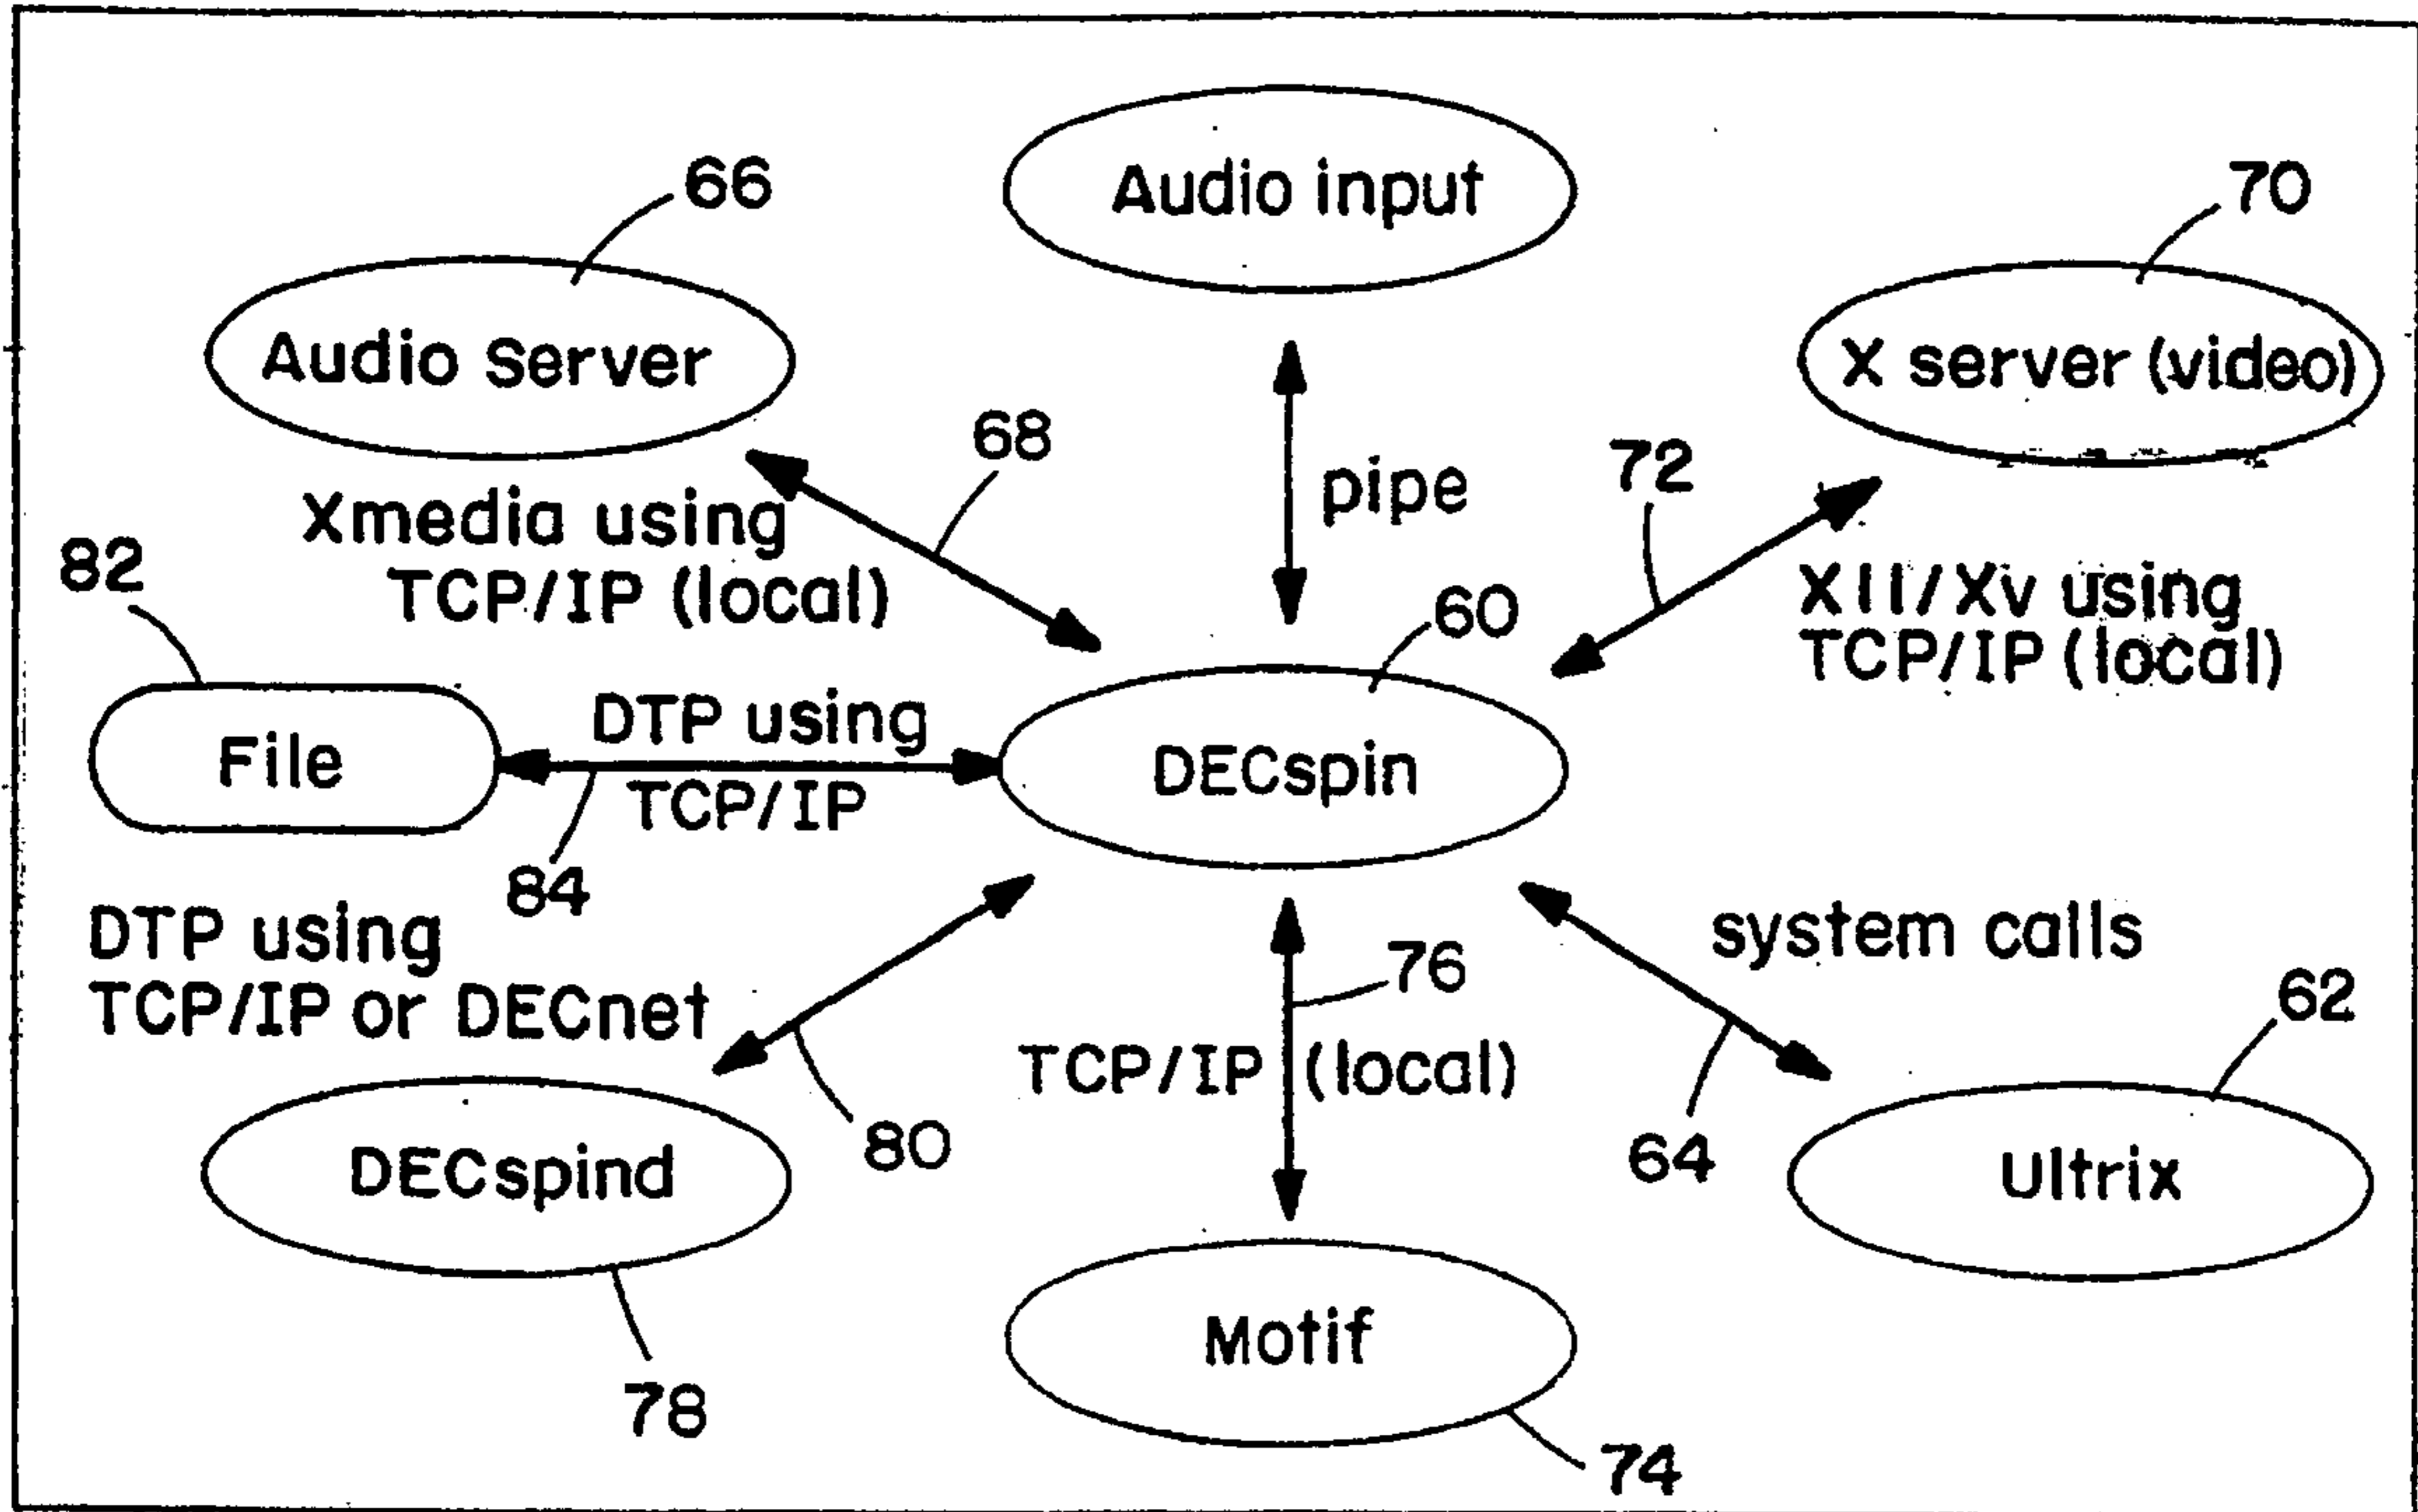 Audio input
66
70
Audio Server
X server (video)
68
pipe
72
Xmedia using
TCP/IP (local)
82
60
X11/Xv using
TCP/IP (local)
File
DTP using
TCP/IP
DECspin
84
DTP using
TCP/IP or DECnet
system calls
76
62
TCP/IP (local)
80
64
DECspind
Ultrix
Motif
78
74